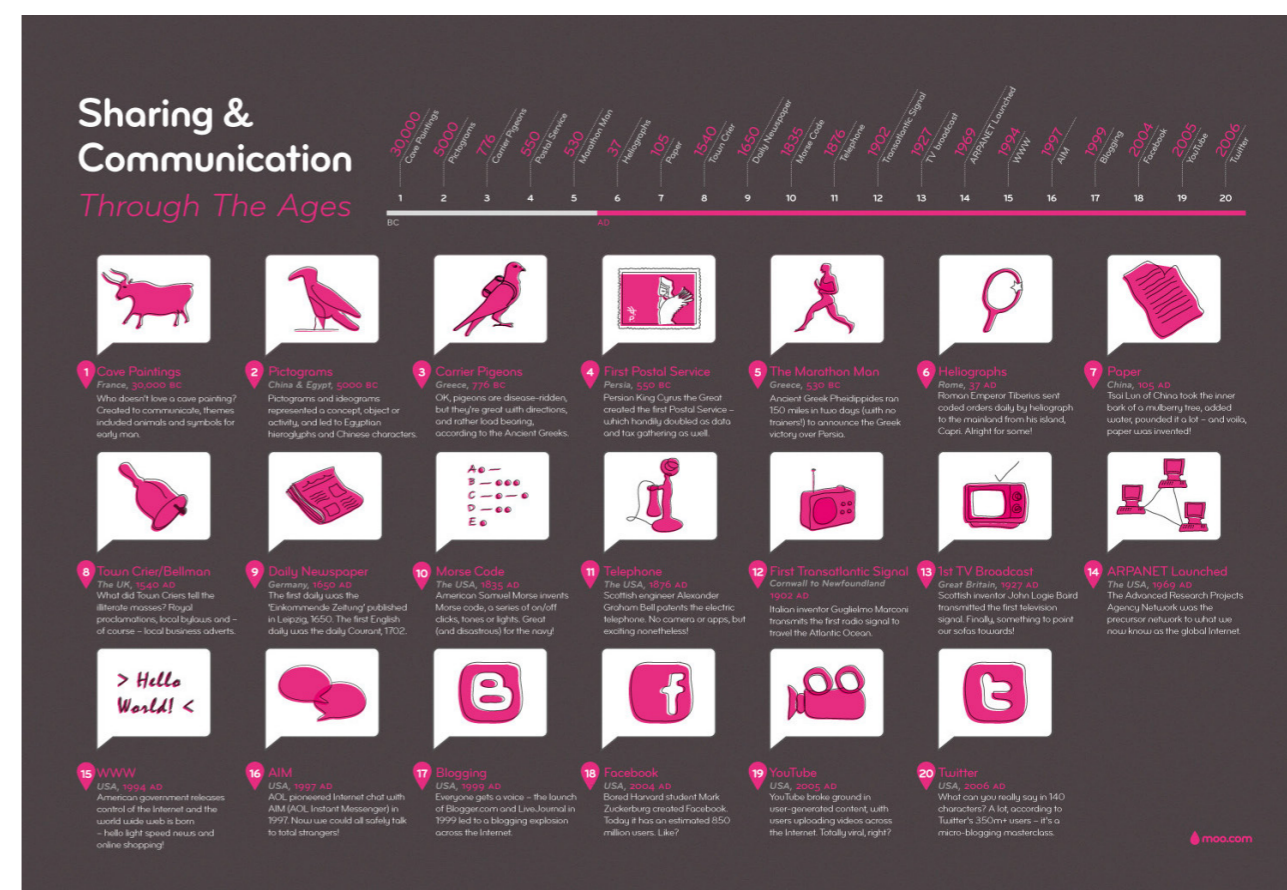 Sharing &
Communication
Through The Ages
30,000
Cave Paintings
5000
Pictograms
776
Carrier Pigeons
550
Postal Service
530
Marathon Man
37
Heliographs
105
Paper
1540
Town Crier
1650
Daily Newspaper
1835
Morse Code
1876
Telephone
1902
Transatlantic Signal
1927
TV broadcast
1969
ARPANET Launched
1994
WWW
1997
AIM
1999
Blogging
2004
Facebook
2005
YouTube
2006
Twitter
1 2 3 4 5 6 7 8 9 10 11 12 13 14 15 16 17 18 19 20
BC AD
1 Cave Paintings
France, 30,000 BC
Who doesn't love a cave painting?
Created to communicate, themes
included animals and symbols for
early man.
2 Pictograms
China & Egypt, 5000 BC
Pictograms and ideograms
represented a concept, object or
activity, and led to Egyptian
hieroglyphs and Chinese characters.
3 Carrier Pigeons
Greece, 776 BC
OK, pigeons are disease-ridden,
but they're great with directions,
and rather load bearing,
according to the Ancient Greeks.
4 First Postal Service
Persia, 550 BC
Persian King Cyrus the Great
created the first Postal Service –
which handily doubled as data
and tax gathering as well.
5 The Marathon Man
Greece, 530 BC
Ancient Greek Pheidippides ran
150 miles in two days (with no
trainers!) to announce the Greek
victory over Persia.
6 Heliographs
Rome, 37 AD
Roman Emperor Tiberius sent
coded orders daily by heliograph
to the mainland from his island,
Capri. Alright for some!
7 Paper
China, 105 AD
Tsai Lun of China took the inner
bark of a mulberry tree, added
water, pounded it a lot – and voila,
paper was invented!
A
B
C
D
E
8 Town Crier/Bellman
The UK, 1540 AD
What did Town Criers tell the
illiterate masses? Royal
proclamations, local bylaws and –
of course – local business adverts.
9 Daily Newspaper
Germany, 1650 AD
The first daily was the
'Einkommende Zeitung' published
in Leipzig, 1650. The first English
daily was the daily Courant, 1702.
10 Morse Code
The USA, 1835 AD
American Samuel Morse invents
Morse code, a series of on/off
clicks, tones or lights. Great
(and disastrous) for the navy!
11 Telephone
The USA, 1876 AD
Scottish engineer Alexander
Graham Bell patents the electric
telephone. No camera or apps, but
exciting nonetheless!
12 First Transatlantic Signal
Cornwall to Newfoundland
1902 AD
Italian inventor Guglielmo Marconi
transmits the first radio signal to
travel the Atlantic Ocean.
13 1st TV Broadcast
Great Britain, 1927 AD
Scottish inventor John Logie Baird
transmitted the first television
signal. Finally, something to point
our sofas towards!
14 ARPANET Launched
The USA, 1969 AD
The Advanced Research Projects
Agency Network was the
precursor network to what we
now know as the global Internet.
> Hello
World! <
15 WWW
USA, 1994 AD
American government releases
control of the Internet and the
world wide web is born
– hello light speed news and
online shopping!
16 AIM
USA, 1997 AD
AOL pioneered Internet chat with
AIM (AOL Instant Messenger) in
1997. Now we could all safely talk
to total strangers!
17 Blogging
USA, 1999 AD
Everyone gets a voice – the launch
of Blogger.com and LiveJournal in
1999 led to a blogging explosion
across the Internet.
18 Facebook
USA, 2004 AD
Bored Harvard student Mark
Zuckerburg created Facebook.
Today it has an estimated 850
million users. Like?
19 YouTube
USA, 2005 AD
YouTube broke ground in
user-generated content, with
users uploading videos across
the Internet. Totally viral, right?
20 Twitter
USA, 2006 AD
What can you really say in 140
characters? A lot, according to
Twitter's 350m+ users – it's a
micro-blogging masterclass.
moo.com